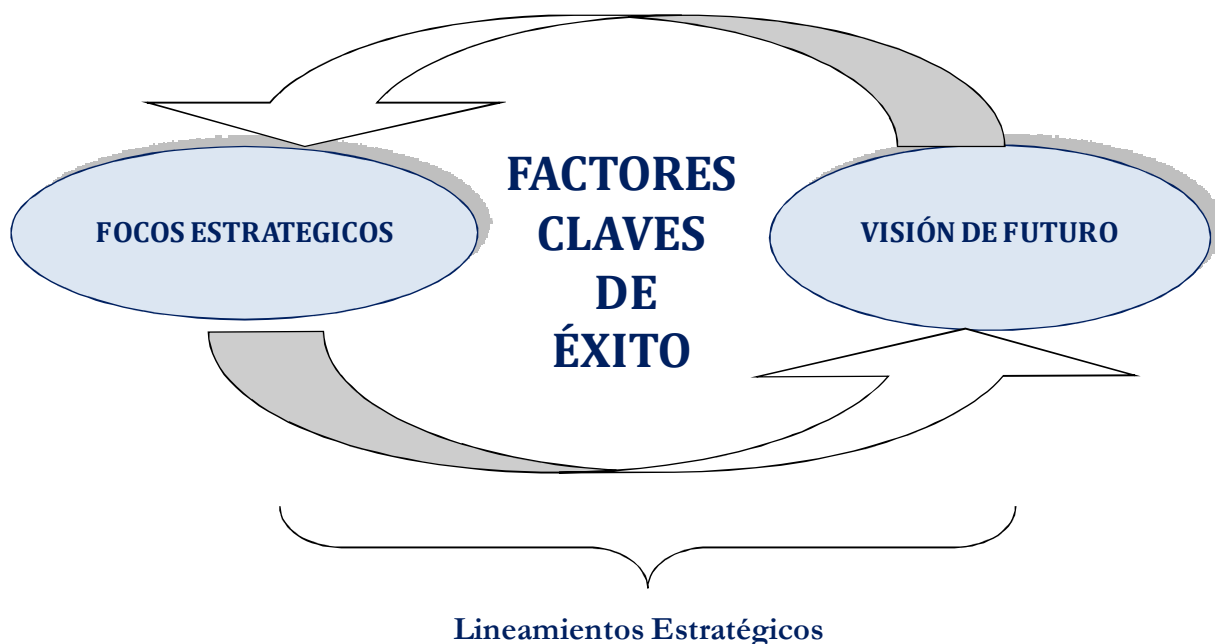 FACTORES
CLAVES
DE
ÉXITO
FOCOS ESTRATEGICOS
VISIÓN DE FUTURO
Lineamientos Estratégicos